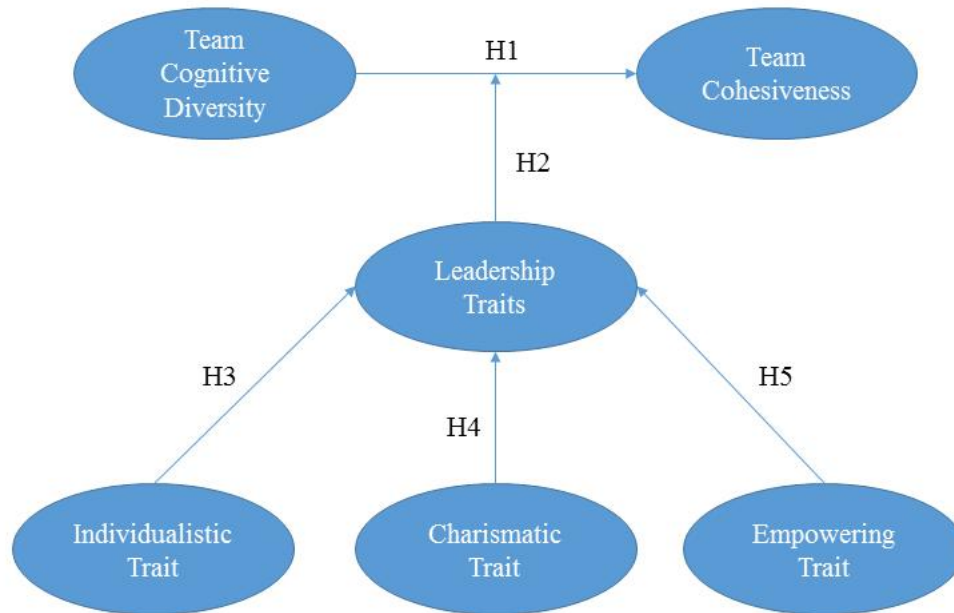 Team
Cognitive
Diversity
H1
Team
Cohesiveness
H2
Leadership
Traits
H3
H4
H5
Individualistic
Trait
Charismatic
Trait
Empowering
Trait